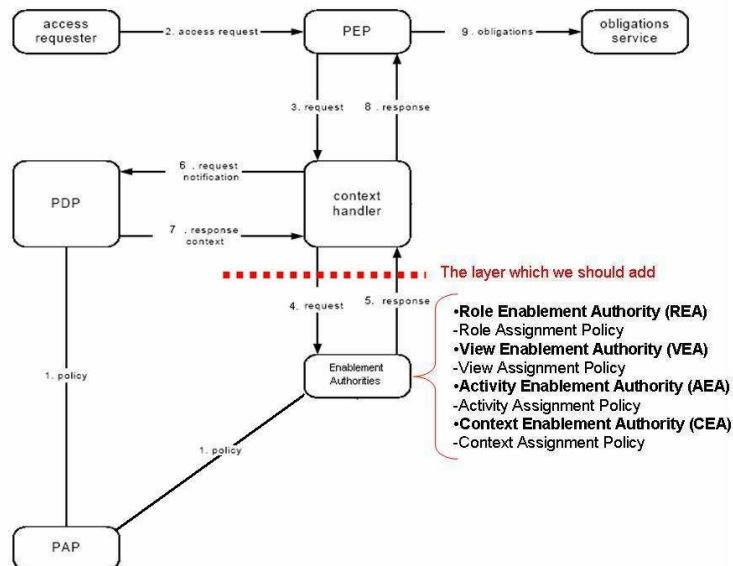 access
requester
2. access request
PEP
9. obligations
obligations
service
3. request
8. response
6 . request
notification
PDP
context
handler
7 . response
context
The layer which we should add
4. request
5. response
•Role Enablement Authority (REA)
-Role Assignment Policy
•View Enablement Authority (VEA)
-View Assignment Policy
•Activity Enablement Authority (AEA)
-Activity Assignment Policy
•Context Enablement Authority (CEA)
-Context Assignment Policy
Enablement
Authorities
1. policy
1. policy
PAP